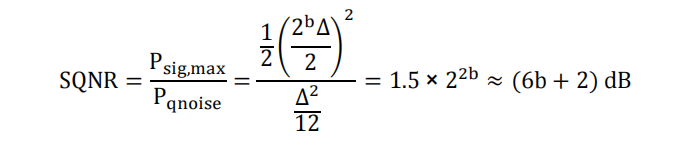 SQNR = P_sig,max / P_qnoise = (1/2 (2^b Δ / 2)^2) / (Δ^2 / 12) = 1.5 × 2^{2b} ≈ (6b + 2) dB